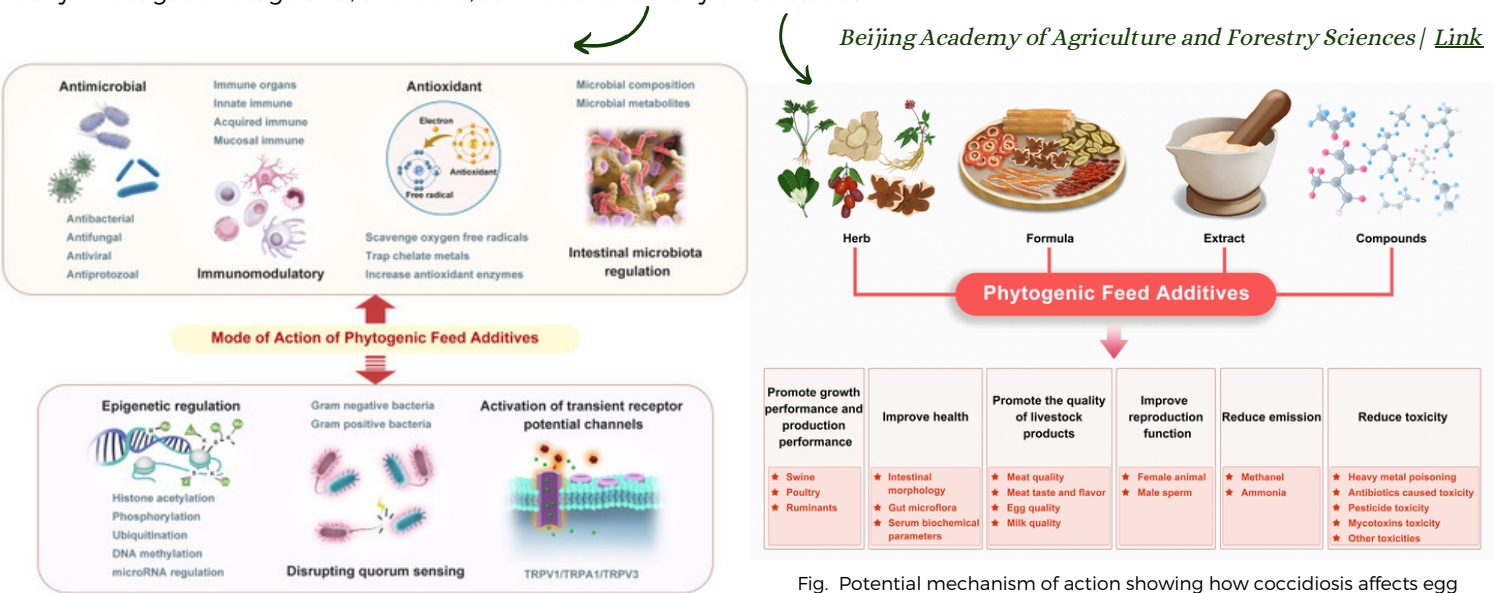 Beijing Academy of Agriculture and Forestry Sciences | Link
Antimicrobial
Antibacterial
Antifungal
Antiviral
Antiprotozoal
Immune organs
Innate immune
Acquired immune
Mucosal immune
Immunomodulatory
Antioxidant
Electron
Antioxidant
Free radical
Scavenge oxygen free radicals
Trap chelate metals
Increase antioxidant enzymes
Microbial composition
Microbial metabolites
Intestinal microbiota
regulation
Mode of Action of Phytogenic Feed Additives
Epigenetic regulation
Histone acetylation
Phosphorylation
Ubiquitination
DNA methylation
microRNA regulation
Gram negative bacteria
Gram positive bacteria
Disrupting quorum sensing
Activation of transient receptor
potential channels
TRPV1/TRPA1/TRPV3
Herb
Formula
Extract
Compounds
Phytogenic Feed Additives
Promote growth
performance and
production
performance
Swine
Poultry
Ruminants
Improve health
Intestinal
morphology
Gut microflora
Serum biochemical
parameters
Promote the quality
of livestock
products
Meat quality
Meat taste and flavor
Egg quality
Milk quality
Improve
reproduction
function
Female animal
Male sperm
Reduce emission
Methanel
Ammonia
Reduce toxicity
Heavy metal poisoning
Antibiotics caused toxicity
Pesticide toxicity
Mycotoxins toxicity
Other toxicities
Fig. Potential mechanism of action showing how coccidiosis affects egg